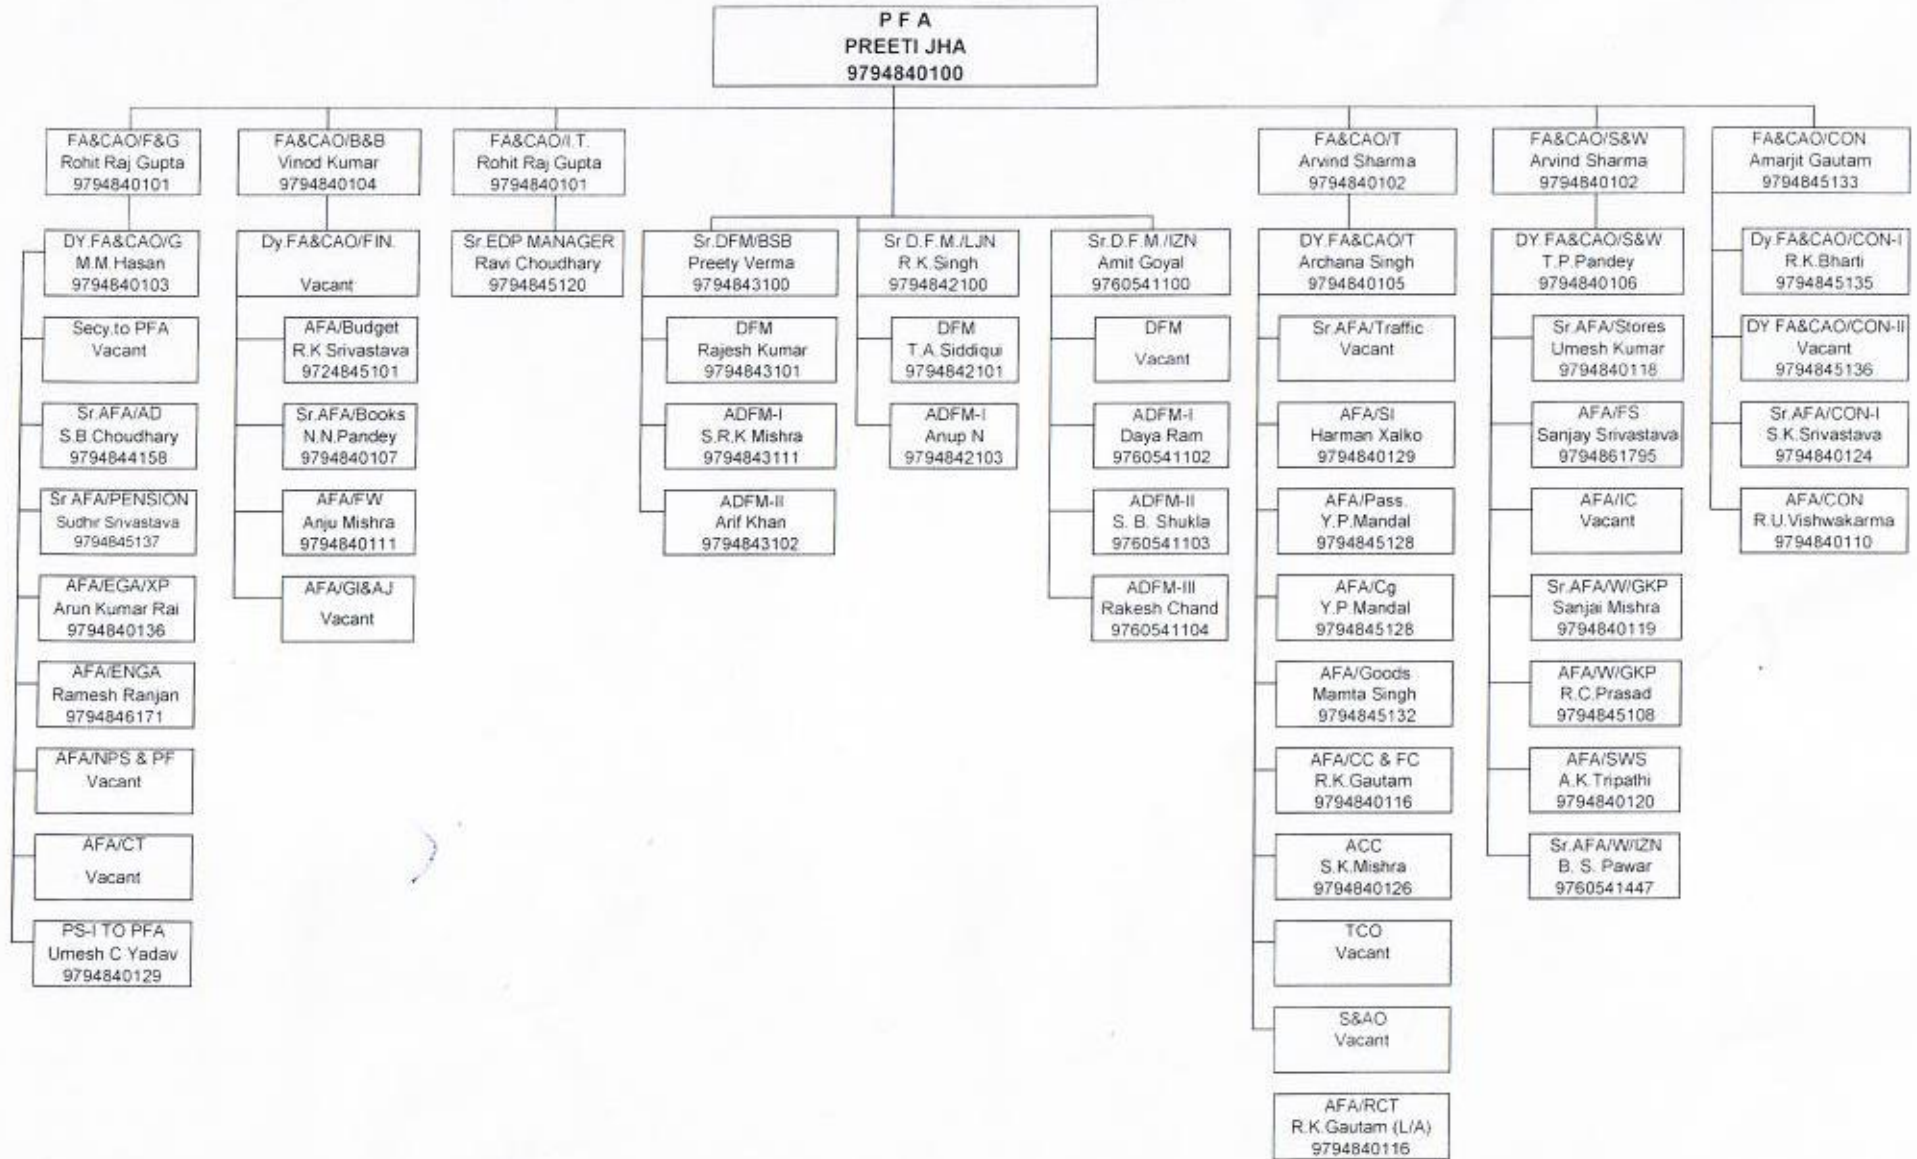 P F A
PREETI JHA
9794840100
FA&CAO/F&G
Rohit Raj Gupta
9794840101
FA&CAO/B&B
Vinod Kumar
9794840104
FA&CAO/I.T.
Rohit Raj Gupta
9794840101
FA&CAO/T
Arvind Sharma
9794840102
FA&CAO/S&W
Arvind Sharma
9794840102
FA&CAO/CON
Amarjit Gautam
9794845133
DY.FA&CAO/G
M.M.Hasan
9794840103
Secy.to PFA
Vacant
Sr.AFA/AD
S.B Choudhary
9794844158
Sr AFA/PENSION
Sudhir Srivastava
9794845137
AFA/EGA/XP
Arun Kumar Rai
9794840136
AFA/ENGA
Ramesh Ranjan
9794846171
AFA/NPS & PF
Vacant
AFA/CT
Vacant
PS-I TO PFA
Umesh C Yadav
9794840129
Dy.FA&CAO/FIN.
Vacant
AFA/Budget
R.K Srivastava
9724845101
Sr.AFA/Books
N.N.Pandey
9794840107
AFA/FW
Anju Mishra
9794840111
AFA/GI&AJ
Vacant
Sr.EDP MANAGER
Ravi Choudhary
9794845120
Sr.DFM/BSB
Preety Verma
9794843100
DFM
Rajesh Kumar
9794843101
ADFM-I
S.R.K Mishra
9794843111
ADFM-II
Arif Khan
9794843102
Sr D.F.M./LJN
R.K.Singh
9794842100
DFM
T.A.Siddiqui
9794842101
ADFM-I
Anup N
9794842103
Sr.D.F.M./IZN
Amit Goyal
9760541100
DFM
Vacant
ADFM-I
Daya Ram
9760541102
ADFM-II
S. B. Shukla
9760541103
ADFM-III
Rakesh Chand
9760541104
DY.FA&CAO/T
Archana Singh
9794840105
Sr.AFA/Traffic
Vacant
AFA/SI
Harman Xalko
9794840129
AFA/Pass.
Y.P.Mandal
9794845128
AFA/Cg
Y.P.Mandal
9794845128
AFA/Goods
Mamta Singh
9794845132
AFA/CC & FC
R.K.Gautam
9794840116
ACC
S.K.Mishra
9794840126
TCO
Vacant
S&AO
Vacant
AFA/RCT
R.K.Gautam (L/A)
9794840116
DY.FA&CAO/S&W
T.P.Pandey
9794840106
Sr.AFA/Stores
Umesh Kumar
9794840118
AFA/FS
Sanjay Srivastava
9794861795
AFA/IC
Vacant
Sr.AFA/W/GKP
Sanjai Mishra
9794840119
AFA/W/GKP
R.C.Prasad
9794845108
AFA/SWS
A.K.Tripathi
9794840120
Sr.AFA/W/IZN
B. S. Pawar
9760541447
Dy.FA&CAO/CON-I
R.K.Bharti
9794845135
DY FA&CAO/CON-II
Vacant
9794845136
Sr.AFA/CON-I
S.K.Srivastava
9794840124
AFA/CON
R.U.Vishwakarma
9794840110